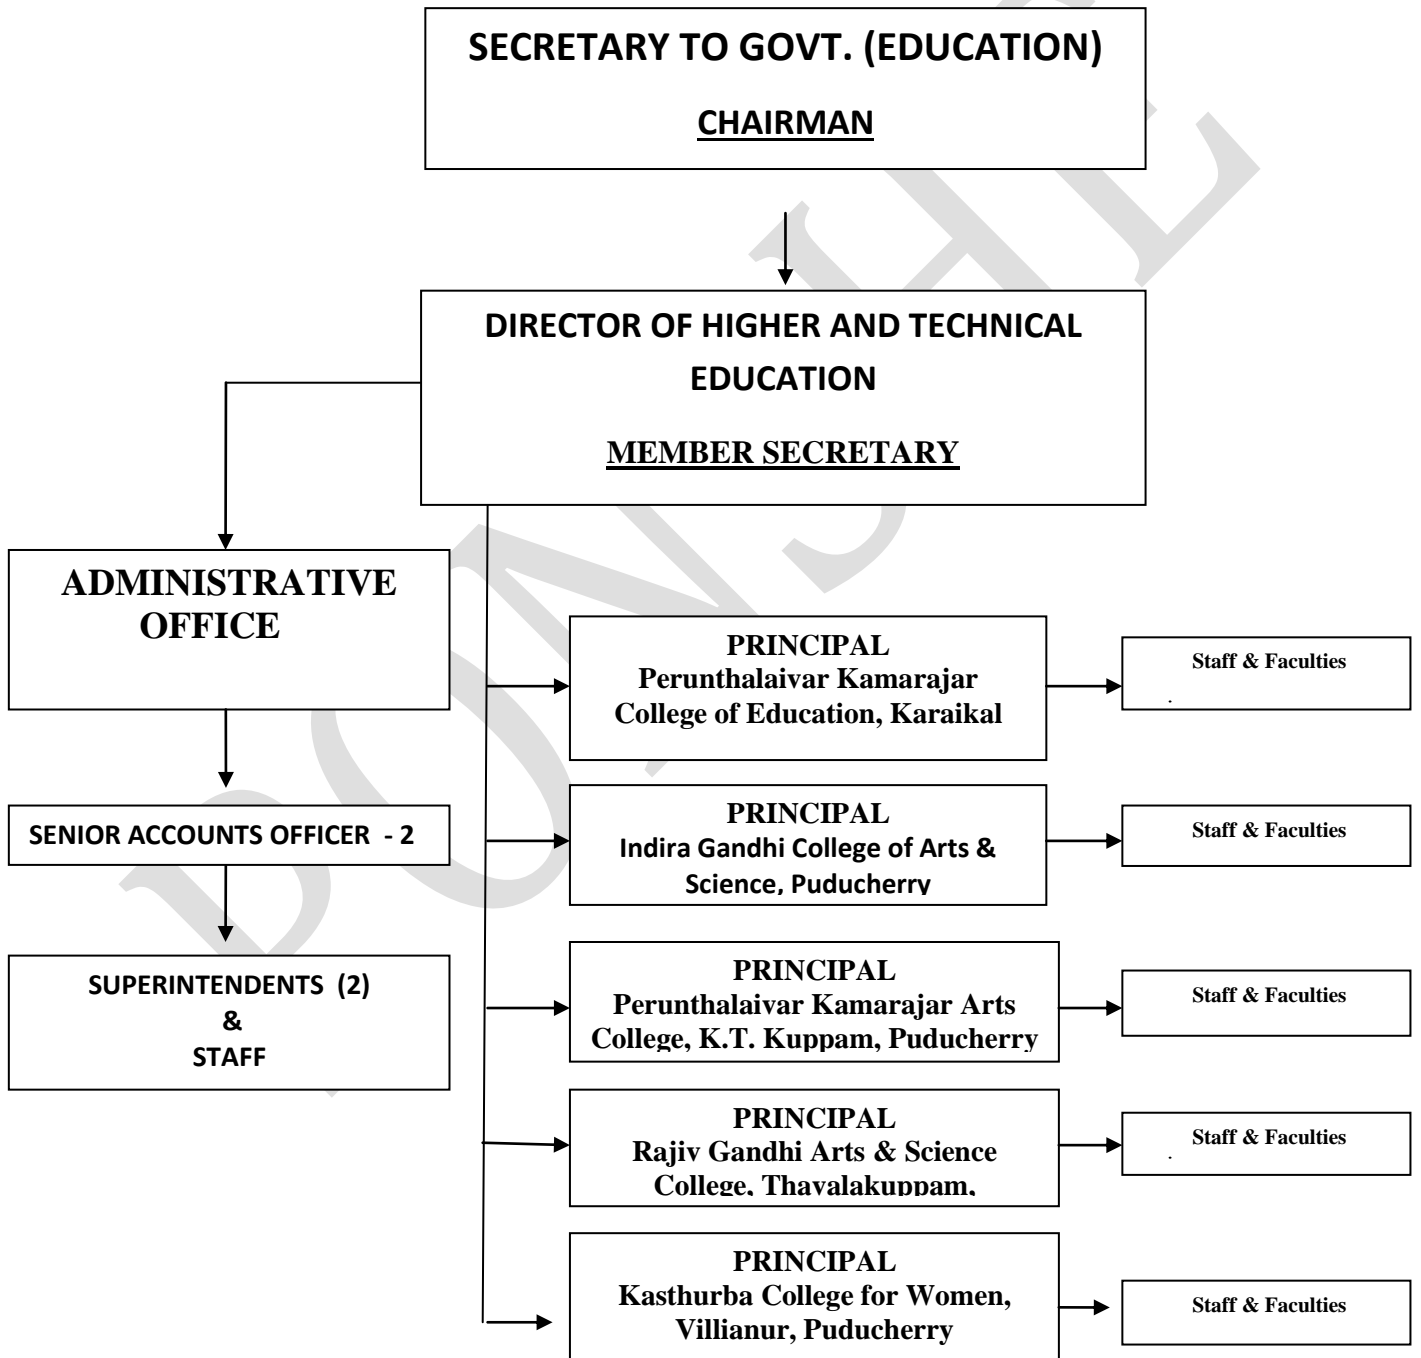 SECRETARY TO GOVT. (EDUCATION)
CHAIRMAN
DIRECTOR OF HIGHER AND TECHNICAL
EDUCATION
MEMBER SECRETARY
ADMINISTRATIVE
OFFICE
SENIOR ACCOUNTS OFFICER - 2
SUPERINTENDENTS (2)
&
STAFF
PRINCIPAL
Perunthalaivar Kamarajar
College of Education, Karaikal
Staff & Faculties
.
PRINCIPAL
Indira Gandhi College of Arts &
Science, Puducherry
Staff & Faculties
PRINCIPAL
Perunthalaivar Kamarajar Arts
College, K.T. Kuppam, Puducherry
Staff & Faculties
PRINCIPAL
Rajiv Gandhi Arts & Science
College, Thavalakuppam,
Staff & Faculties
.
PRINCIPAL
Kasthurba College for Women,
Villianur, Puducherry
Staff & Faculties
PONSHE